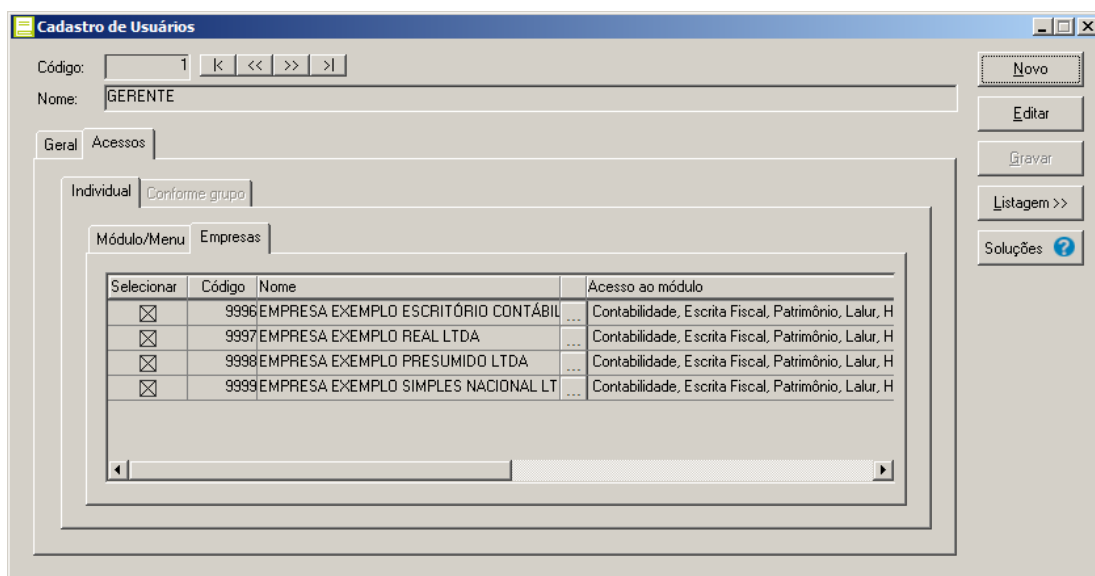 Cadastro de Usuários
Código: 1 |< << >> >|
Novo
Nome: GERENTE
Editar
Geral Acessos
Gravar
Individual Conforme grupo
Listagem >>
Módulo/Menu Empresas
Soluções ?
Selecionar Código Nome Acesso ao módulo
9996 EMPRESA EXEMPLO ESCRITÓRIO CONTÁBIL ... Contabilidade, Escrita Fiscal, Patrimônio, Lalur, H
9997 EMPRESA EXEMPLO REAL LTDA ... Contabilidade, Escrita Fiscal, Patrimônio, Lalur, H
9998 EMPRESA EXEMPLO PRESUMIDO LTDA ... Contabilidade, Escrita Fiscal, Patrimônio, Lalur, H
9999 EMPRESA EXEMPLO SIMPLES NACIONAL LT ... Contabilidade, Escrita Fiscal, Patrimônio, Lalur, H